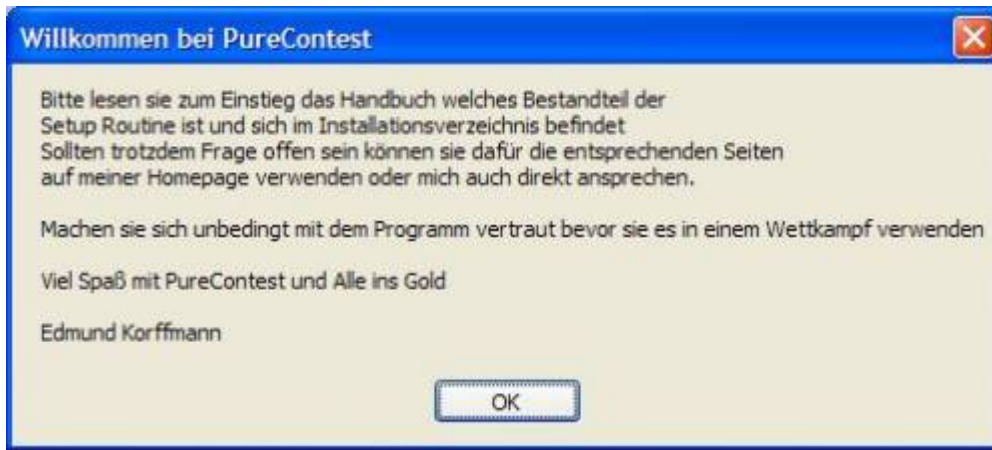 Willkommen bei PureContest
Bitte lesen sie zum Einstieg das Handbuch welches Bestandteil der
Setup Routine ist und sich im Installationsverzeichnis befindet
Sollten trotzdem Frage offen sein können sie dafür die entsprechenden Seiten
auf meiner Homepage verwenden oder mich auch direkt ansprechen.
Machen sie sich unbedingt mit dem Programm vertraut bevor sie es in einem Wettkampf verwenden
Viel Spaß mit PureContest und Alle ins Gold
Edmund Korffmann
OK